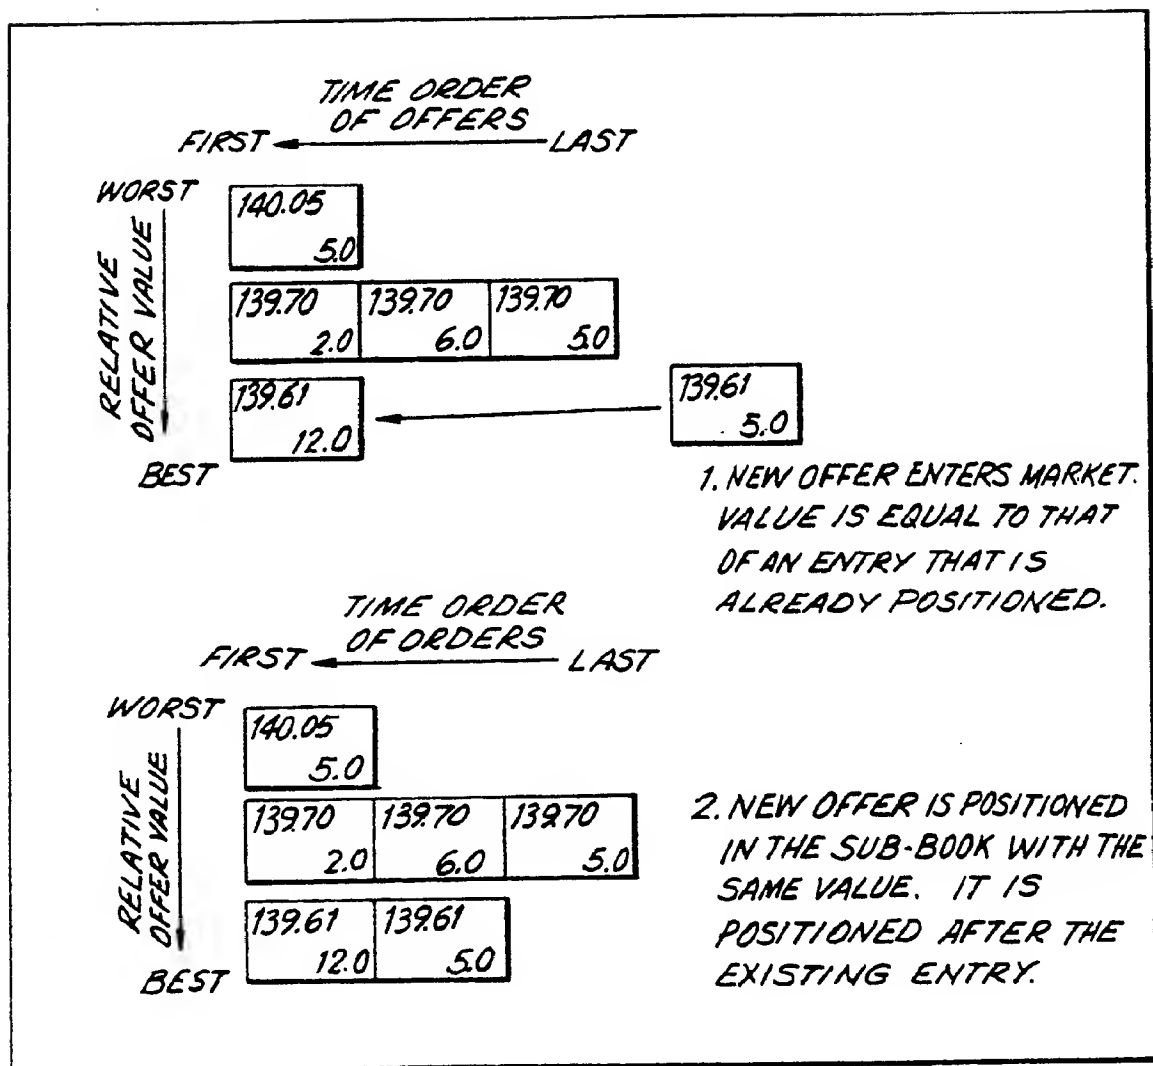 TIME ORDER
OF OFFERS
FIRST LAST
WORST
RELATIVE
OFFER VALUE
BEST
140.05
5.0
139.70 139.70 139.70
2.0 6.0 5.0
139.61 139.61
12.0 5.0
1. NEW OFFER ENTERS MARKET.
VALUE IS EQUAL TO THAT
OF AN ENTRY THAT IS
ALREADY POSITIONED.
TIME ORDER
OF ORDERS
FIRST LAST
WORST
RELATIVE
OFFER VALUE
BEST
140.05
5.0
139.70 139.70 139.70
2.0 6.0 5.0
139.61 139.61
12.0 5.0
2. NEW OFFER IS POSITIONED
IN THE SUB-BOOK WITH THE
SAME VALUE. IT IS
POSITIONED AFTER THE
EXISTING ENTRY.